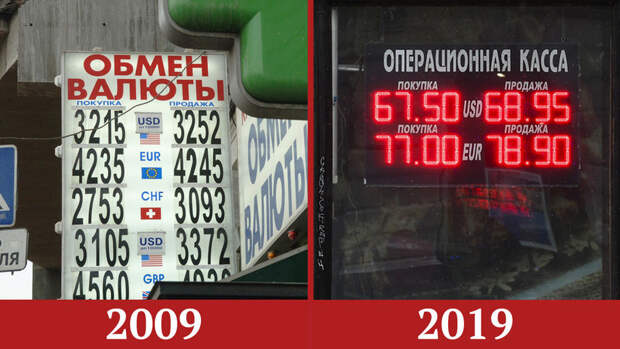 ОБМЕН
ВАЛЮТЫ
ПОКУПКА ПРОДАЖА
3215 USD 3252
4235 EUR 4245
2753 CHF 3093
3105 USD 3372
4560 GBP
ОБМЕН
ВАЛЮТЫ
2009
ОПЕРАЦИОННАЯ КАССА
ПОКУПКА ПРОДАЖА
67.50 USD 68.95
ПОКУПКА ПРОДАЖА
77.00 EUR 78.90
2019